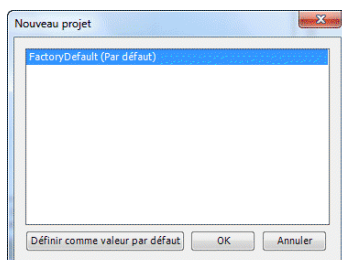 Nouveau projet
FactoryDefault (Par défaut)
Définir comme valeur par défaut OK Annuler